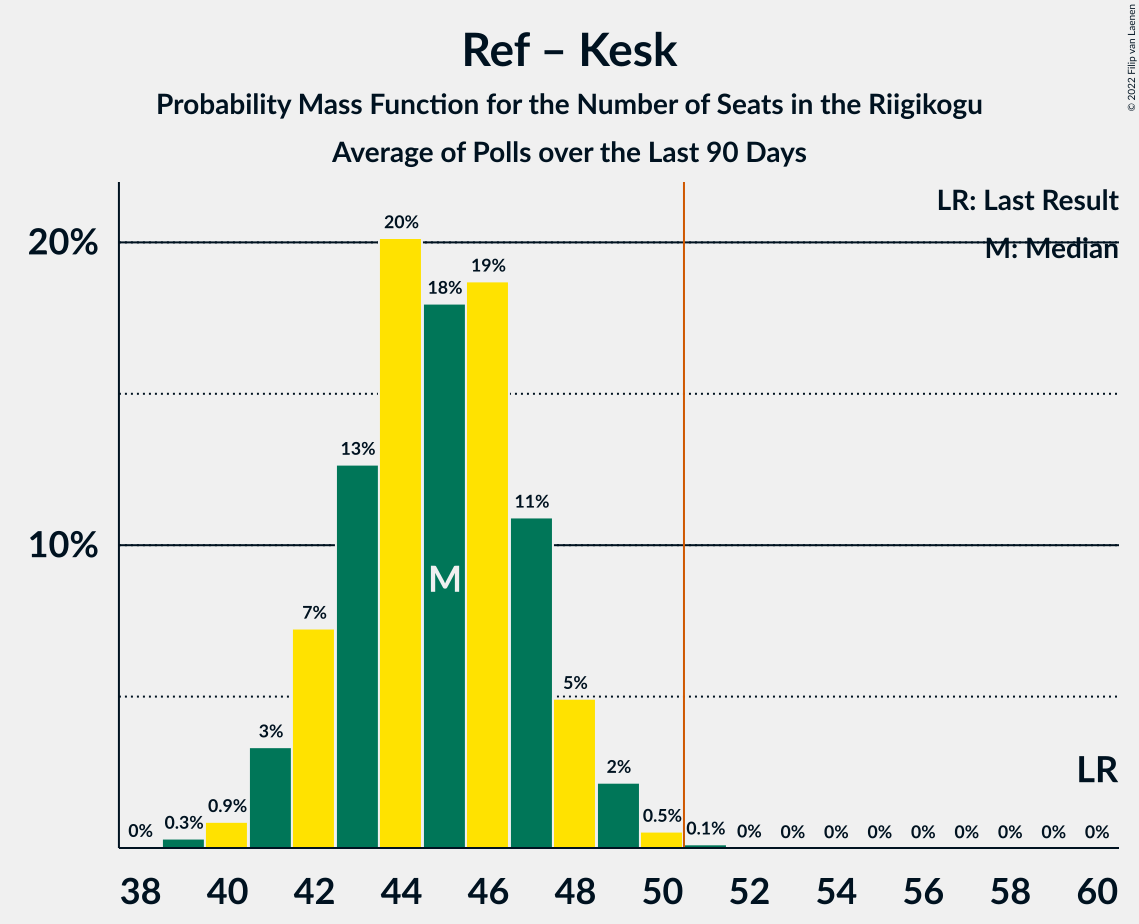 Ref – Kesk
Probability Mass Function for the Number of Seats in the Riigikogu
Average of Polls over the Last 90 Days
© 2022 Filip van Laenen
LR: Last Result
M: Median
20%
10%
0% 0.3% 0.9% 3% 7% 13% 20% 18% 19% 11% 5% 2% 0.5% 0.1% 0% 0% 0% 0% 0% 0% 0% 0% 0%
M
LR
38 40 42 44 46 48 50 52 54 56 58 60